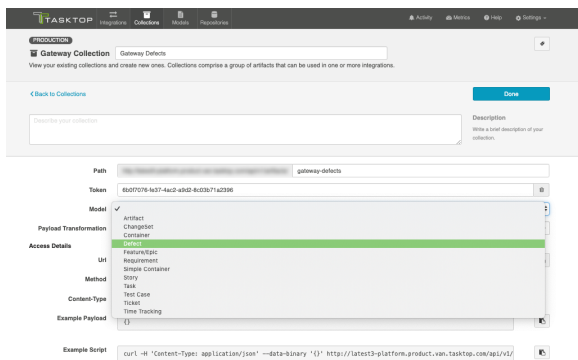 TASKTOP
Integrations
Collections
Models
Repositories
Activity
Metrics
Help
Settings
PRODUCTION
Gateway Collection
Gateway Defects
View your existing collections and create new ones. Collections comprise a group of artifacts that can be used in one or more integrations.
Back to Collections
Done
Describe your collection
Description
Write a brief description of your
collection.
Path
gateway-defects
Token
6b0f7076-fe37-4ac2-a9d2-8c03b71a2396
Model
Artifact
ChangeSet
Container
Payload Transformation
Defect
Feature/Epic
Access Details
Requirement
Url
Simple Container
Story
Method
Task
Test Case
Content-Type
Ticket
Time Tracking
Example Payload
{}
Example Script
curl -H 'Content-Type: application/json' --data-binary '{}' http://latest3-platform.product.van.tasktop.com/api/v1/